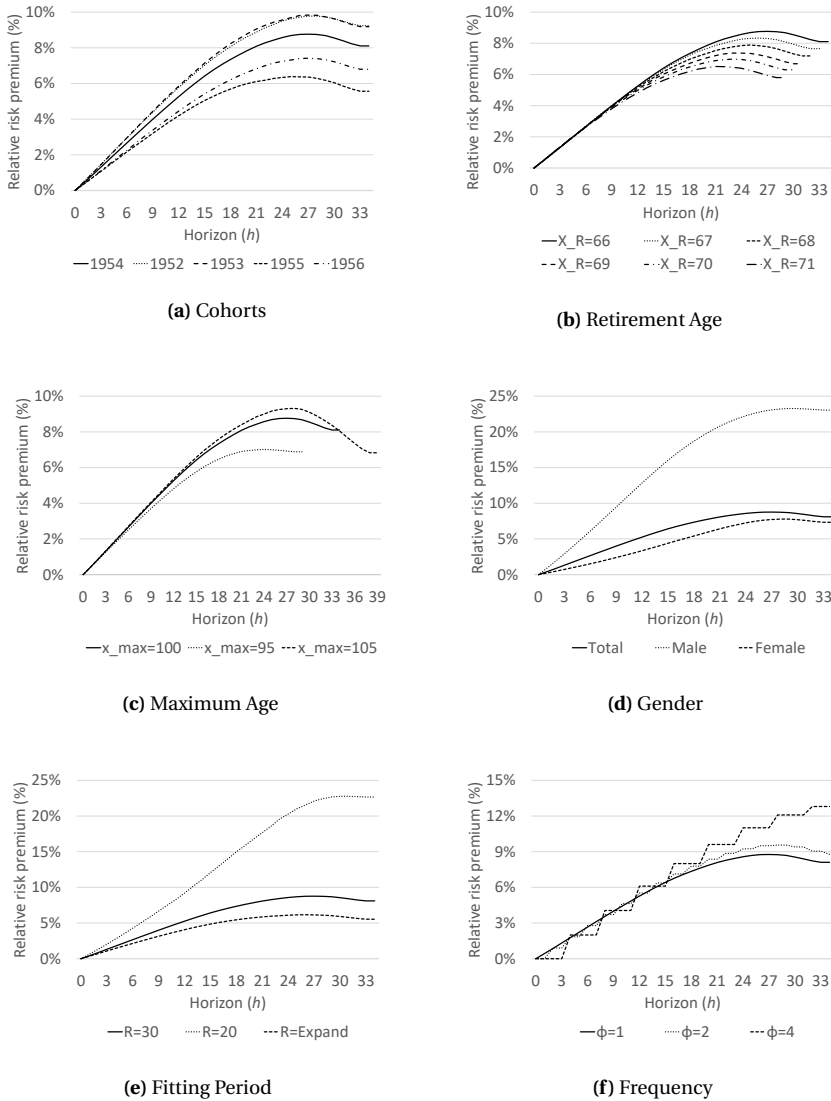 Relative risk premium (%)
10%
8%
6%
4%
2%
0%
0 3 6 9 12 15 18 21 24 27 30 33
Horizon (h)
1954 1952 1953 1955 1956
(a) Cohorts
Relative risk premium (%)
10%
8%
6%
4%
2%
0%
0 3 6 9 12 15 18 21 24 27 30 33
Horizon (h)
X_R=66 X_R=67 X_R=68
X_R=69 X_R=70 X_R=71
(b) Retirement Age
Relative risk premium (%)
10%
8%
6%
4%
2%
0%
0 3 6 9 12 15 18 21 24 27 30 33 36 39
Horizon (h)
x_max=100 x_max=95 x_max=105
(c) Maximum Age
Relative risk premium (%)
25%
20%
15%
10%
5%
0%
0 3 6 9 12 15 18 21 24 27 30 33
Horizon (h)
Total Male Female
(d) Gender
Relative risk premium (%)
25%
20%
15%
10%
5%
0%
0 3 6 9 12 15 18 21 24 27 30 33
Horizon (h)
R=30 R=20 R=Expand
(e) Fitting Period
Relative risk premium (%)
15%
12%
9%
6%
3%
0%
0 3 6 9 12 15 18 21 24 27 30 33
Horizon (h)
ϕ=1 ϕ=2 ϕ=4
(f) Frequency